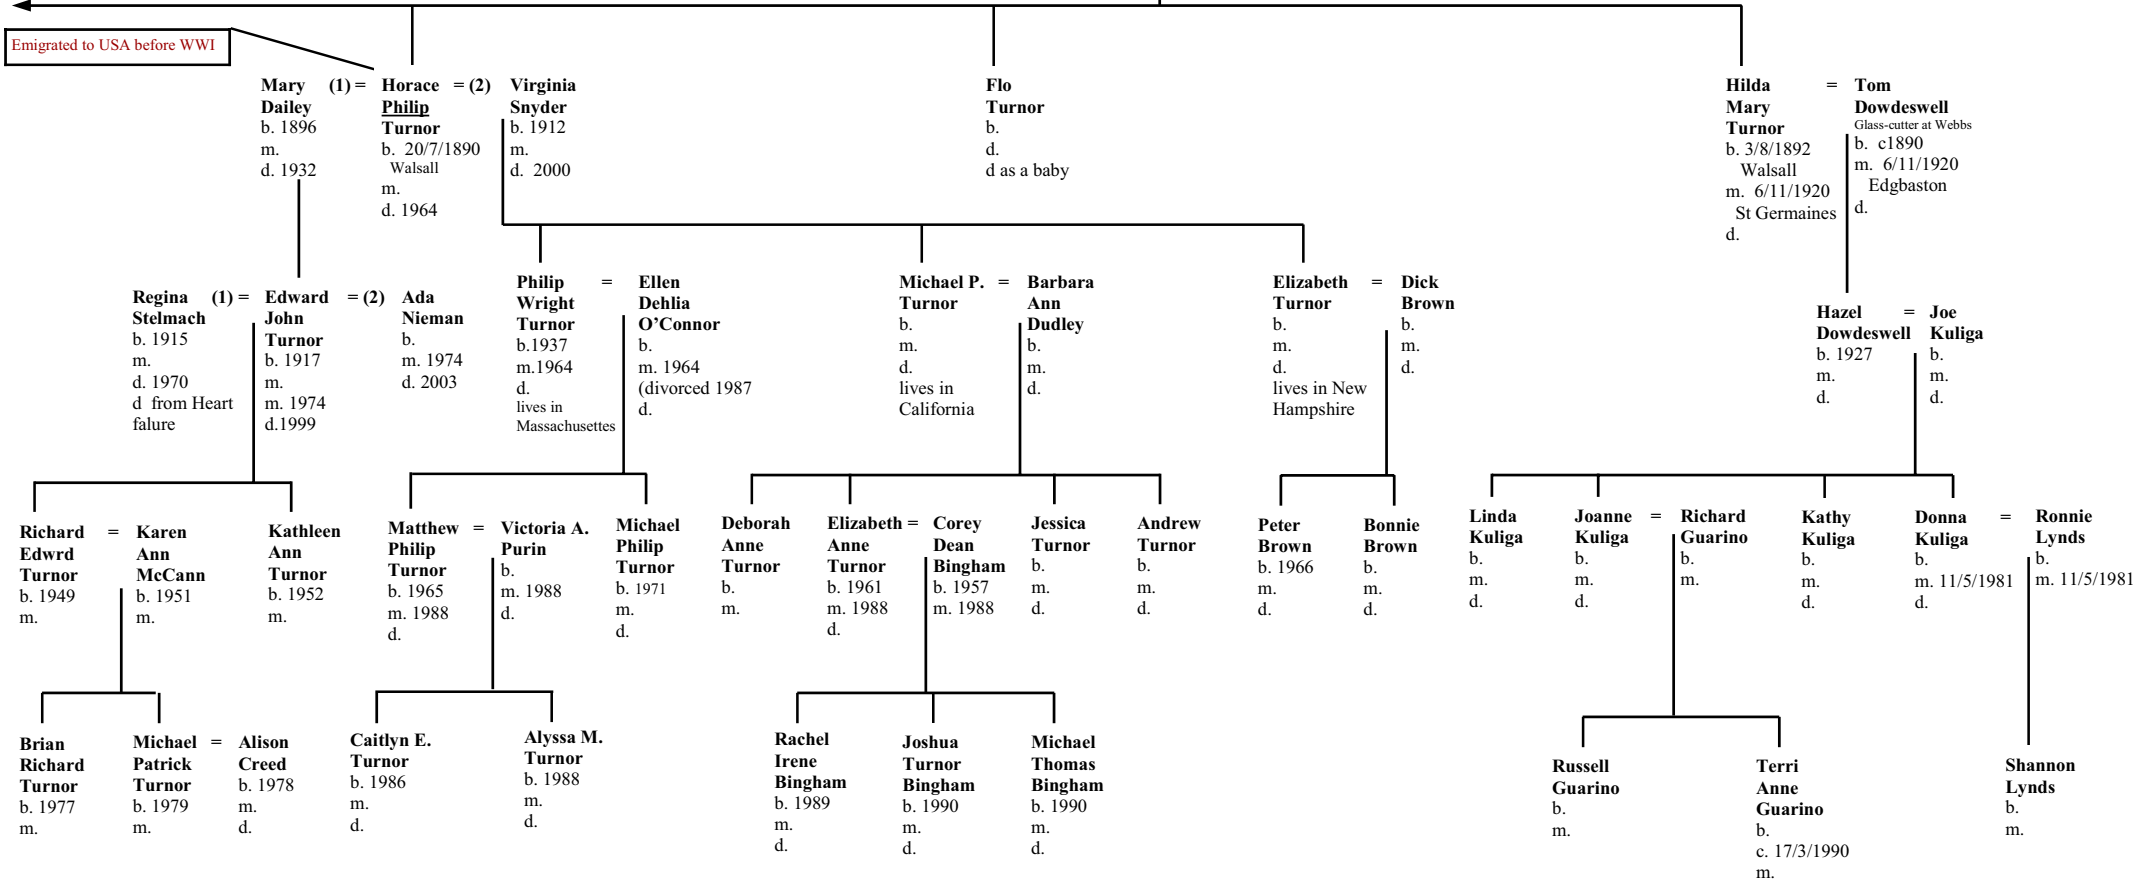 Emigrated to USA before WWI
Mary (1) =
Dailey
b. 1896
m.
d. 1932
Horace = (2)
Philip
Turnor
b. 20/7/1890
Walsall
m.
d. 1964
Virginia
Snyder
b. 1912
m.
d. 2000
Flo
Turnor
b.
d.
d as a baby
Hilda =
Mary
Turnor
b. 3/8/1892
Walsall
m. 6/11/1920
St Germaines
d.
Tom
Dowdeswell
Glass-cutter at Webbs
b. c1890
m. 6/11/1920
Edgbaston
d.
Regina (1) =
Stelmach
b. 1915
m.
d. 1970
d from Heart
falure
Edward = (2)
John
Turnor
b. 1917
m.
m. 1974
d.1999
Ada
Nieman
b.
m. 1974
d. 2003
Philip =
Wright
Turnor
b.1937
m.1964
d.
lives in
Massachusettes
Ellen
Dehlia
O’Connor
b.
m. 1964
(divorced 1987
d.
Michael P. =
Turnor
b.
m.
d.
lives in
California
Barbara
Ann
Dudley
b.
m.
d.
Elizabeth =
Turnor
b.
m.
d.
lives in New
Hampshire
Dick
Brown
b.
m.
d.
Hazel =
Dowdeswell
b. 1927
m.
d.
Joe
Kuliga
b.
m.
d.
Richard =
Edwrd
Turnor
b. 1949
m.
Karen
Ann
McCann
b. 1951
m.
Kathleen
Ann
Turnor
b. 1952
m.
Matthew =
Philip
Turnor
b. 1965
m. 1988
d.
Victoria A.
Purin
b.
m. 1988
d.
Michael
Philip
Turnor
b. 1971
m.
d.
Deborah
Anne
Turnor
b.
m.
Elizabeth =
Anne
Turnor
b. 1961
m. 1988
d.
Corey
Dean
Bingham
b. 1957
m. 1988
Jessica
Turnor
b.
m.
d.
Andrew
Turnor
b.
m.
d.
Peter
Brown
b. 1966
m.
d.
Bonnie
Brown
b.
m.
d.
Linda
Kuliga
b.
m.
d.
Joanne =
Kuliga
b.
m.
d.
Richard
Guarino
b.
m.
Kathy
Kuliga
b.
m.
d.
Donna =
Kuliga
b.
m. 11/5/1981
d.
Ronnie
Lynds
b.
m. 11/5/1981
Brian
Richard
Turnor
b. 1977
m.
Michael =
Patrick
Turnor
b. 1979
m.
Alison
Creed
b. 1978
m.
d.
Caitlyn E.
Turnor
b. 1986
m.
d.
Alyssa M.
Turnor
b. 1988
m.
d.
Rachel
Irene
Bingham
b. 1989
m.
d.
Joshua
Turnor
Bingham
b. 1990
m.
d.
Michael
Thomas
Bingham
b. 1990
m.
d.
Russell
Guarino
b.
m.
Terri
Anne
Guarino
b.
c. 17/3/1990
m.
Shannon
Lynds
b.
m.